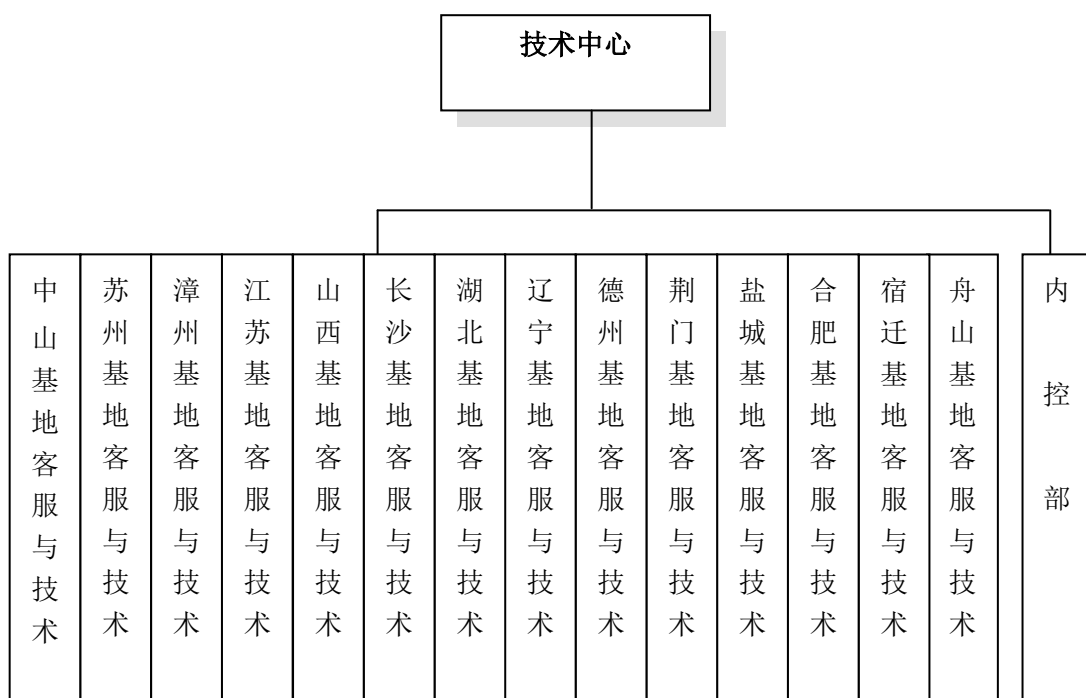 技术中心
中山基地客服与技术
苏州基地客服与技术
漳州基地客服与技术
江苏基地客服与技术
山西基地客服与技术
长沙基地客服与技术
湖北基地客服与技术
辽宁基地客服与技术
德州基地客服与技术
荆门基地客服与技术
盐城基地客服与技术
合肥基地客服与技术
宿迁基地客服与技术
舟山基地客服与技术
内控部